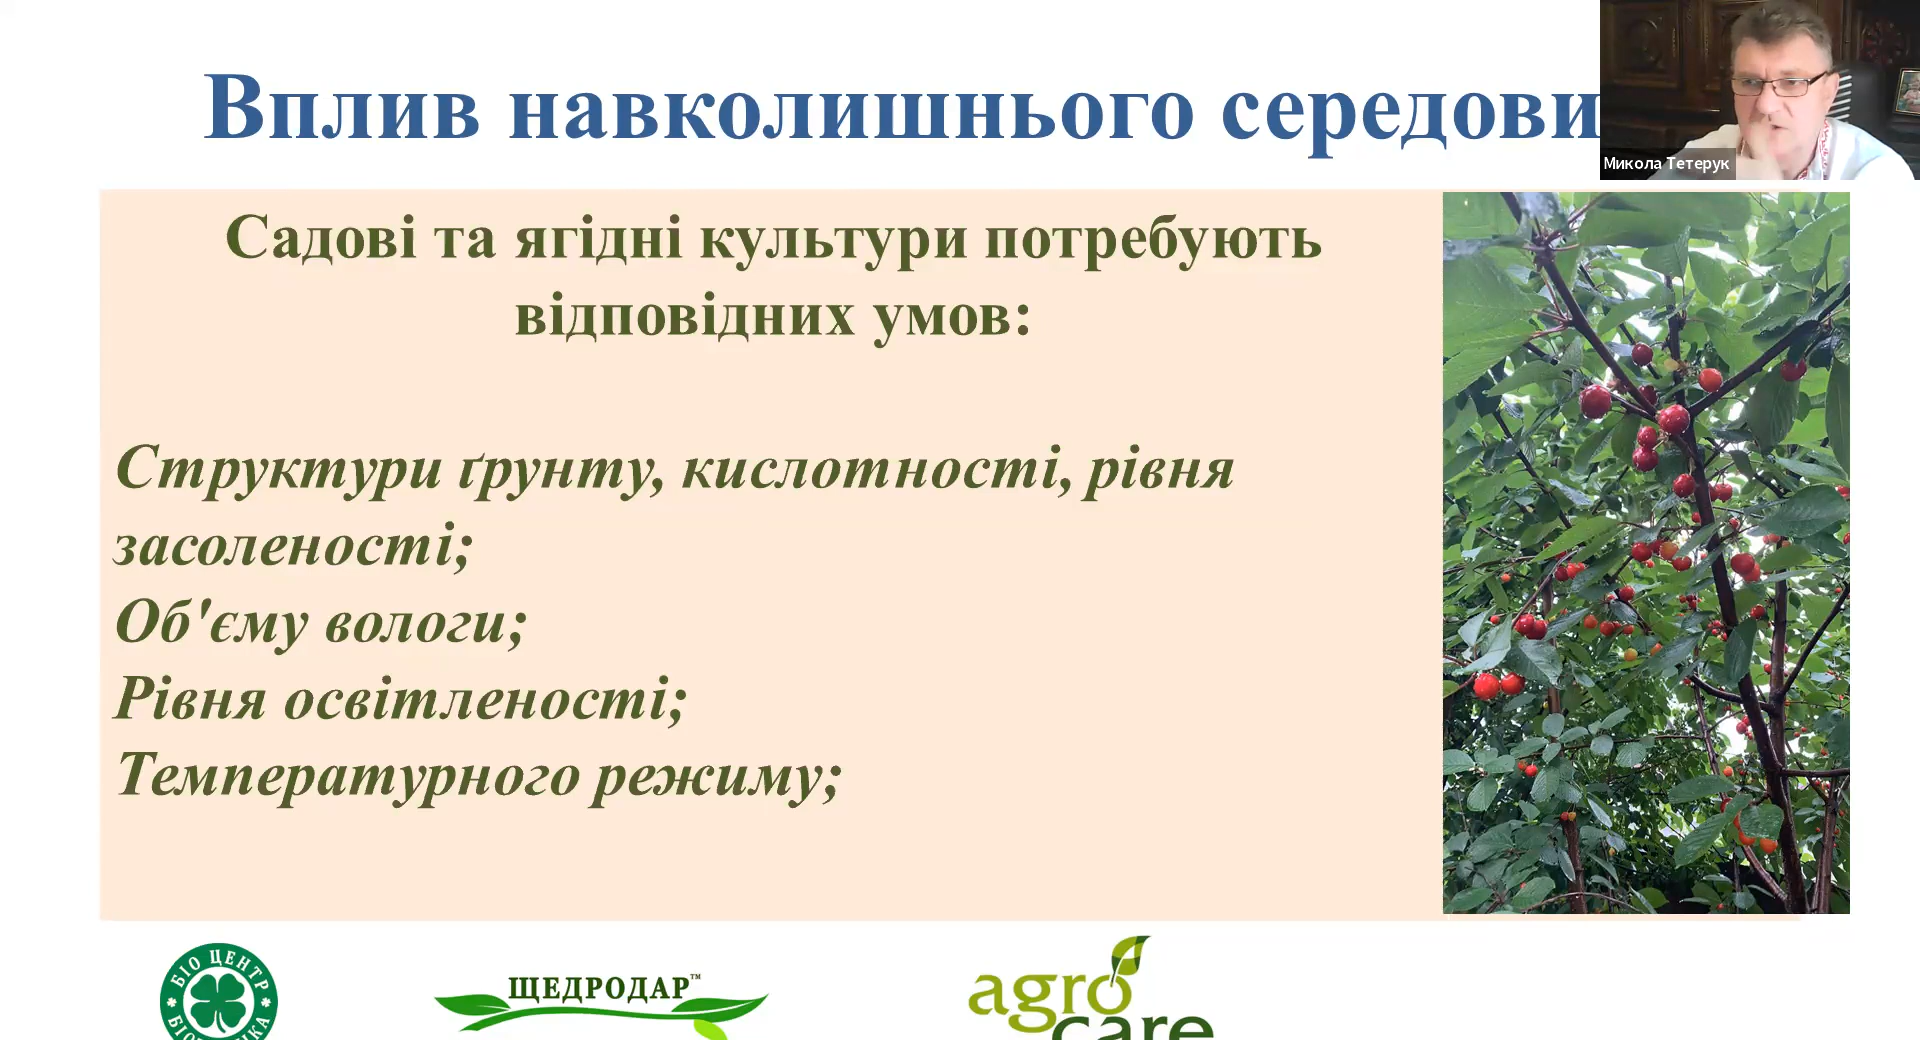 Вплив навколишнього середови
Микола Тетерук
Садові та ягідні культури потребують
відповідних умов:
Структури ґрунту, кислотності, рівня
засоленості;
Об'єму вологи;
Рівня освітленості;
Температурного режиму;
БІО ЦЕНТР
ЩЕДРОДАР™
agro
care